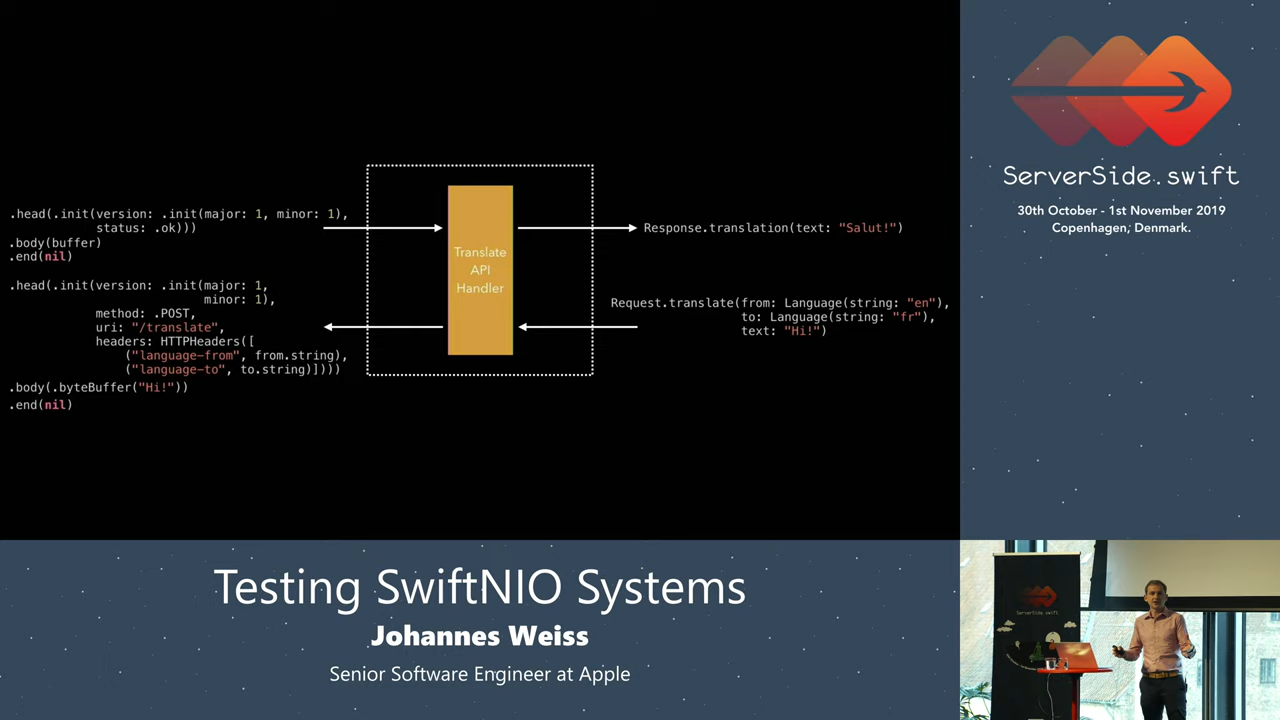 .head(.init(version: .init(major: 1, minor: 1),
status: .ok)))
.body(buffer)
.end(nil)
.head(.init(version: .init(major: 1,
minor: 1),
method: .POST,
uri: "/translate",
headers: HTTPHeaders([
("language-from", from.string),
("language-to", to.string)])))
.body(.byteBuffer("Hi!"))
.end(nil)
Translate
API
Handler
Response.translation(text: "Salut!")
Request.translate(from: Language(string: "en"),
to: Language(string: "fr"),
text: "Hi!")
ServerSide.swift
30th October - 1st November 2019
Copenhagen, Denmark.
Testing SwiftNIO Systems
Johannes Weiss
Senior Software Engineer at Apple
ServerSide.swift